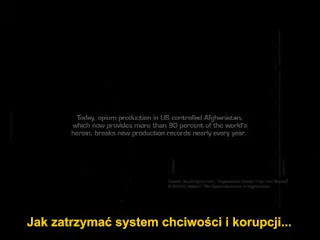 Today, opium production in US controlled Afghanistan,
which now provides more than 90 percent of the world's
heroin, breaks new production records nearly every year.
Jak zatrzymać system chciwości i korupcji...